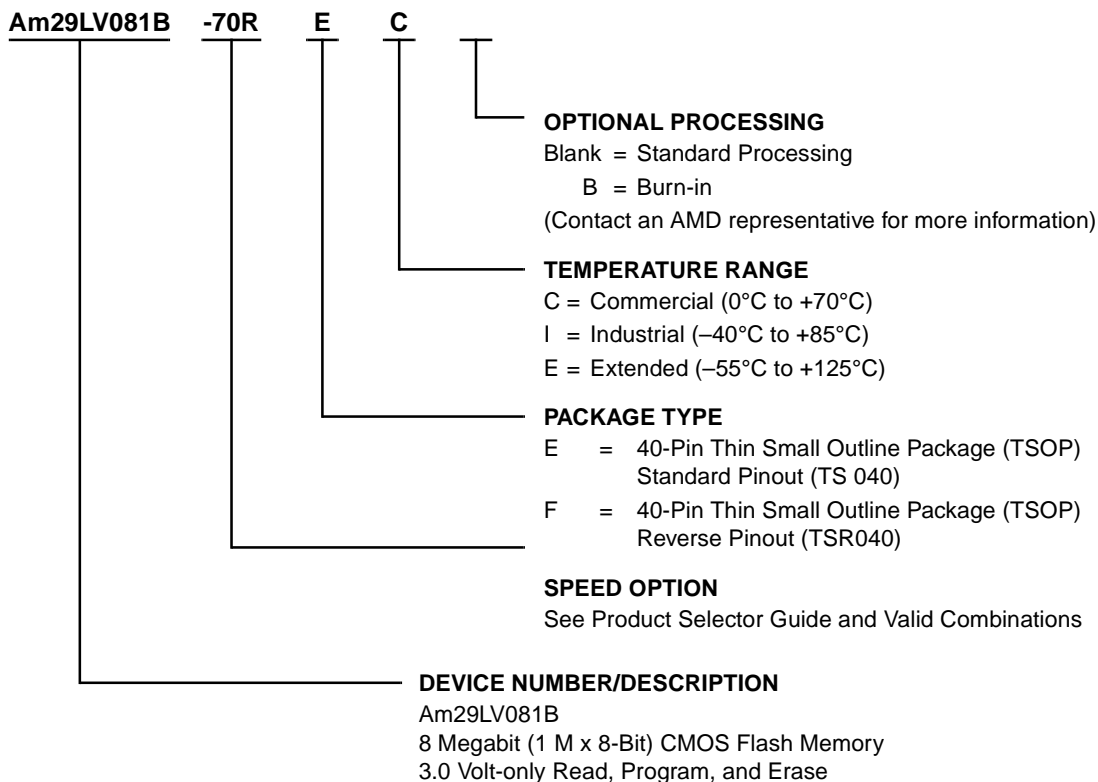 Am29LV081B -70R E C
OPTIONAL PROCESSING
Blank = Standard Processing
B = Burn-in
(Contact an AMD representative for more information)
TEMPERATURE RANGE
C = Commercial (0°C to +70°C)
I = Industrial (–40°C to +85°C)
E = Extended (–55°C to +125°C)
PACKAGE TYPE
E = 40-Pin Thin Small Outline Package (TSOP)
Standard Pinout (TS 040)
F = 40-Pin Thin Small Outline Package (TSOP)
Reverse Pinout (TSR040)
SPEED OPTION
See Product Selector Guide and Valid Combinations
DEVICE NUMBER/DESCRIPTION
Am29LV081B
8 Megabit (1 M x 8-Bit) CMOS Flash Memory
3.0 Volt-only Read, Program, and Erase